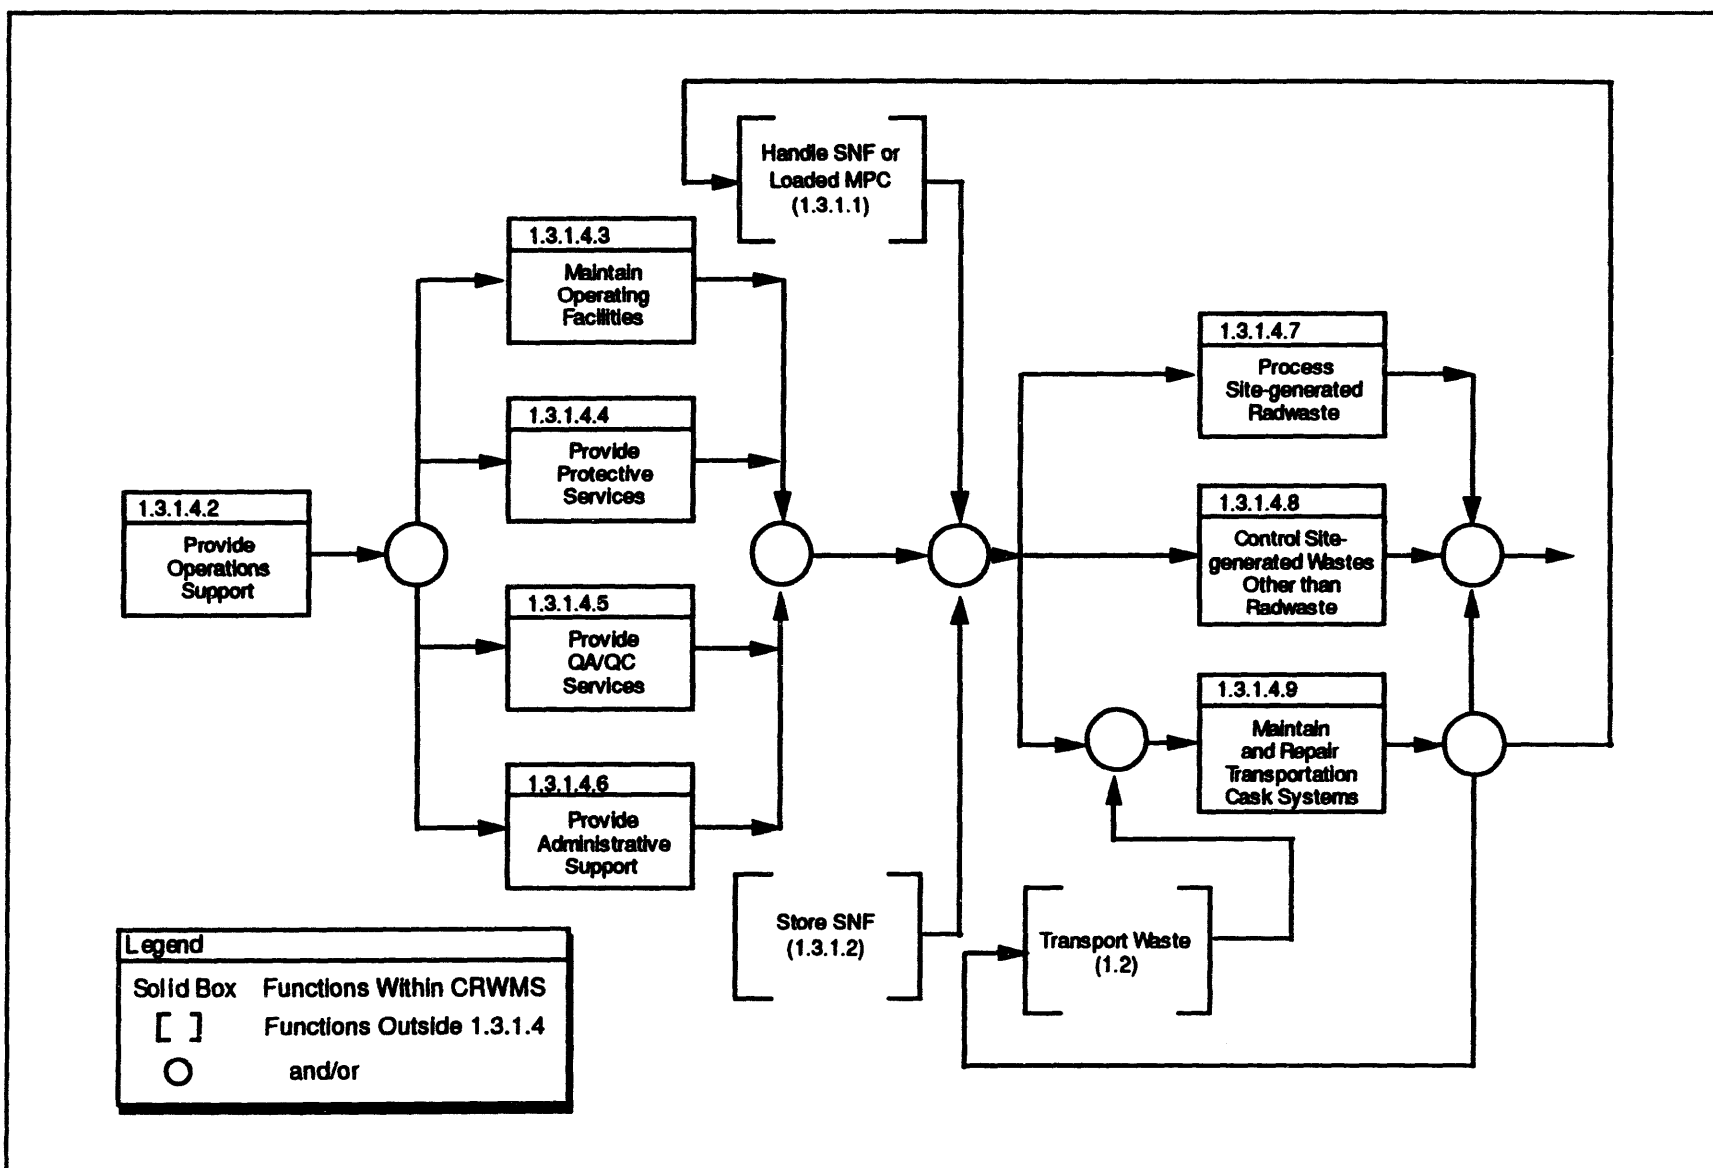 Handle SNF or
Loaded MPC
(1.3.1.1)
1.3.1.4.3
Maintain
Operating
Facilities
1.3.1.4.4
Provide
Protective
Services
1.3.1.4.2
Provide
Operations
Support
1.3.1.4.5
Provide
QA/QC
Services
1.3.1.4.6
Provide
Administrative
Support
1.3.1.4.7
Process
Site-generated
Radwaste
1.3.1.4.8
Control Site-
generated Wastes
Other than
Radwaste
1.3.1.4.9
Maintain
and Repair
Transportation
Cask Systems
Store SNF
(1.3.1.2)
Transport Waste
(1.2)
Legend
Solid Box Functions Within CRWMS
[ ] Functions Outside 1.3.1.4
and/or